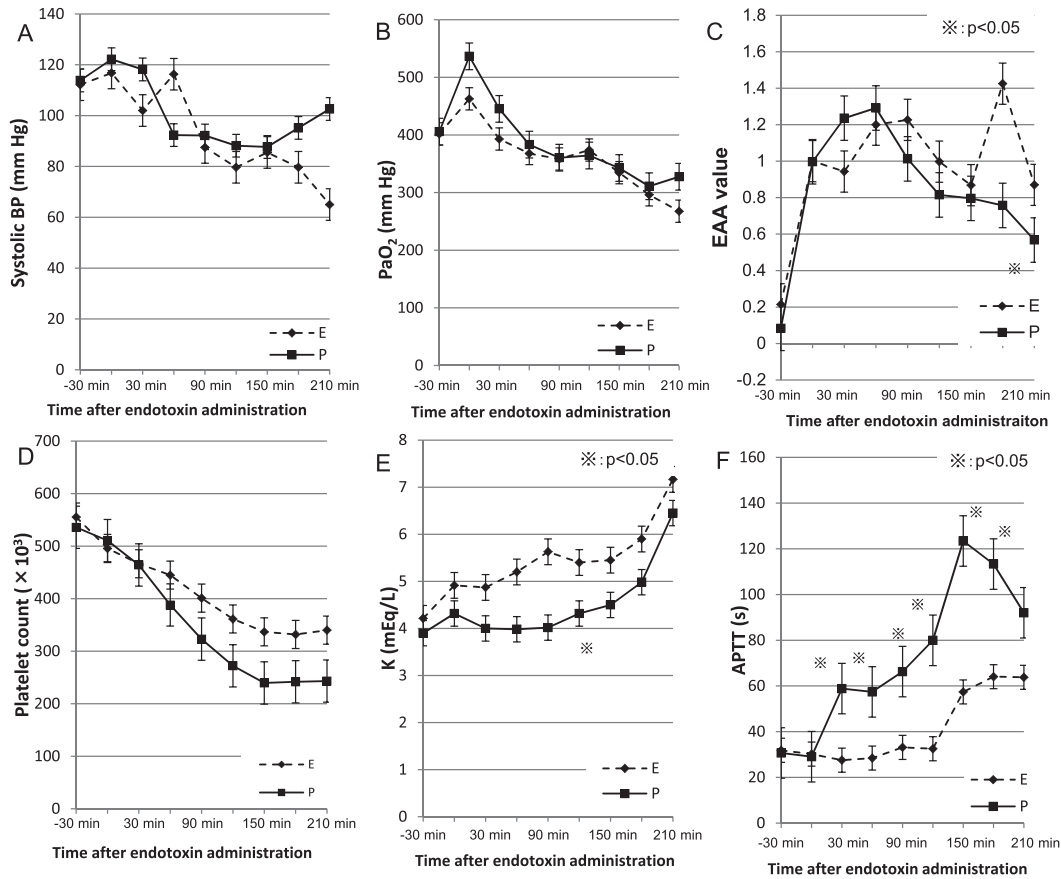 A
Systolic BP (mm Hg)
140
120
100
80
60
40
20
0
E
P
-30 min 30 min 90 min 150 min 210 min
Time after endotoxin administration
B
PaO2 (mm Hg)
600
500
400
300
200
100
0
E
P
-30 min 30 min 90 min 150 min 210 min
Time after endotoxin administration
C
※: p<0.05
EAA value
1.8
1.6
1.4
1.2
1
0.8
0.6
0.4
0.2
0
-0.2
※
E
P
-30 min 30 min 90 min 150 min 210 min
Time after endotoxin administraiton
D
Platelet count (×10³)
700
600
500
400
300
200
100
0
E
P
-30 min 30 min 90 min 150 min 210 min
Time after endotoxin administration
E
※: p<0.05
K (mEq/L)
8
7
6
5
4
3
2
1
0
※
E
P
-30 min 30 min 90 min 150 min 210 min
Time after endotoxin administration
F
※: p<0.05
APTT (s)
160
140
120
100
80
60
40
20
0
※ ※ ※ ※ ※ ※
E
P
-30 min 30 min 90 min 150 min 210 min
Time after endotoxin administration